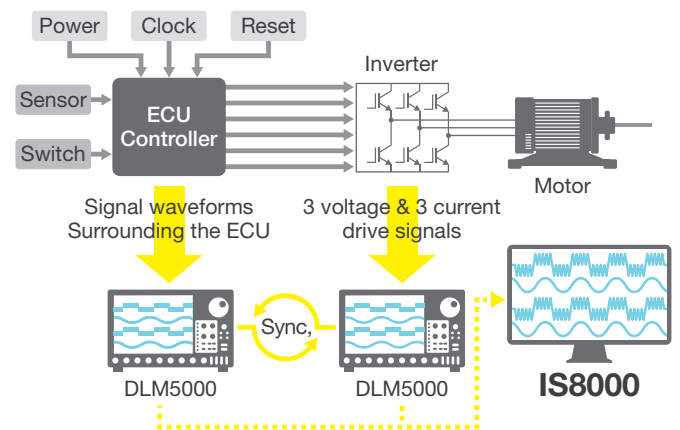 Power
Clock
Reset
Inverter
Sensor
ECU
Controller
Switch
Motor
Signal waveforms
Surrounding the ECU
3 voltage & 3 current
drive signals
Sync,
DLM5000
DLM5000
IS8000